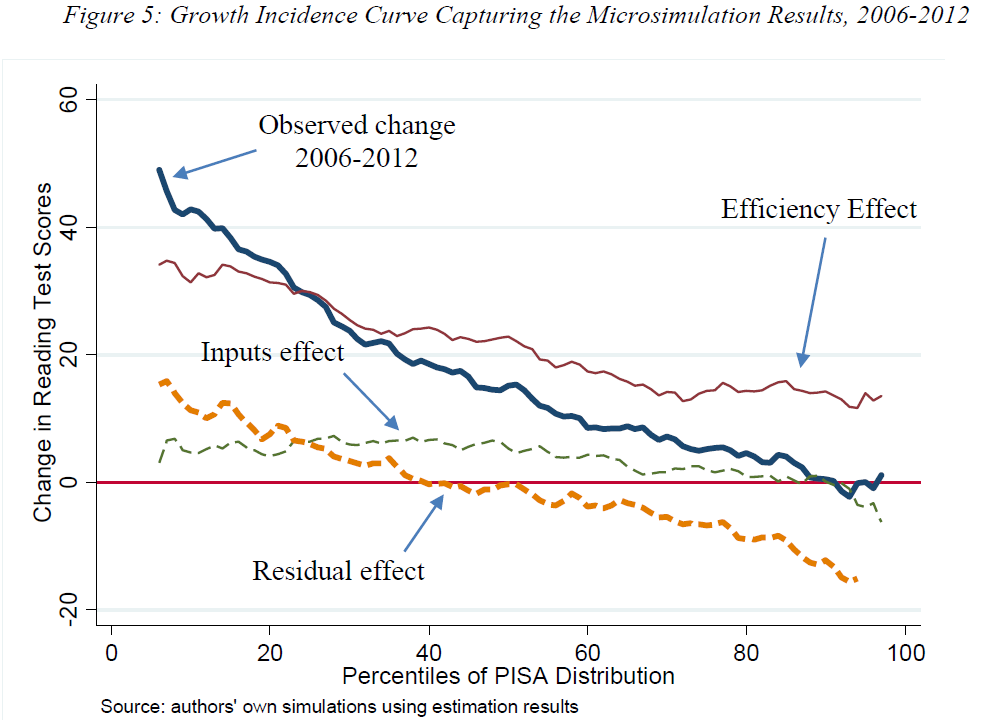 Figure 5: Growth Incidence Curve Capturing the Microsimulation Results, 2006-2012
60
Observed change
2006-2012
Efficiency Effect
40
Change in Reading Test Scores
20
Inputs effect
0
Residual effect
-20
0 20 40 60 80 100
Percentiles of PISA Distribution
Source: authors' own simulations using estimation results